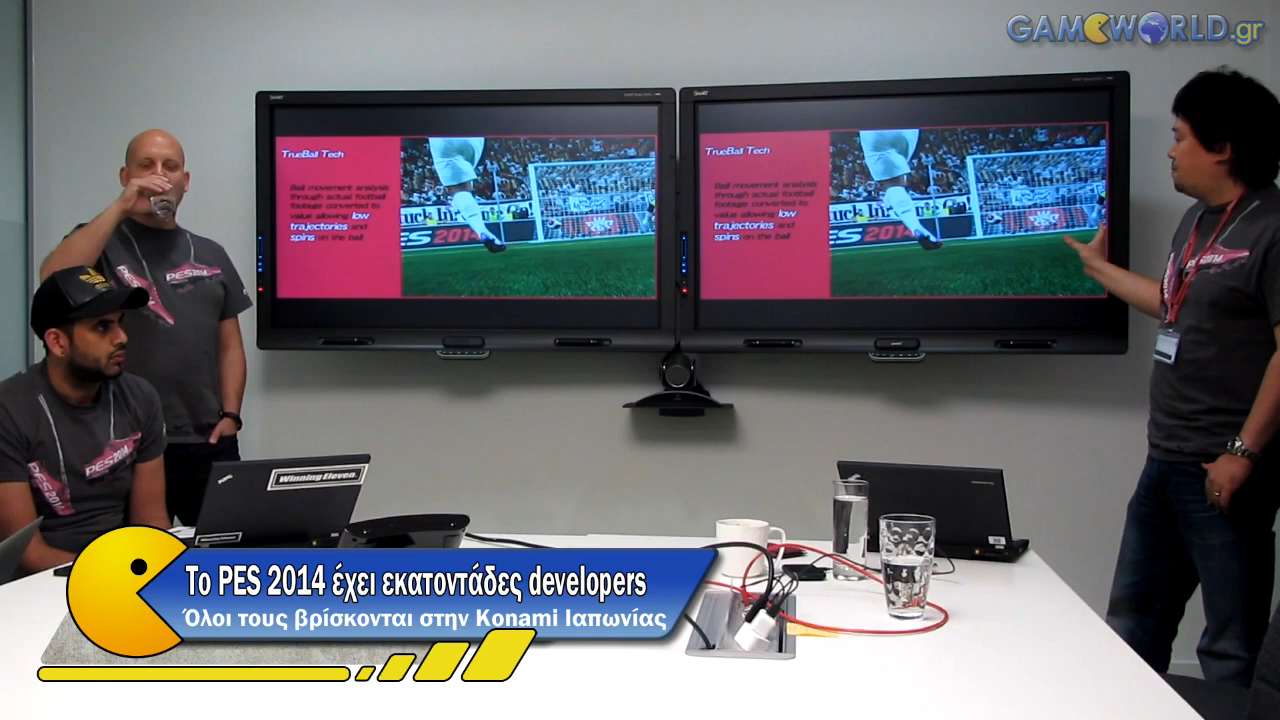 GAMEWORLD.gr
TrueBall Tech
Ball movement analysis
through actual football
footage converted to
value allowing low
trajectories and
spins on the ball
PES 2014
TrueBall Tech
Ball movement analysis
through actual football
footage converted to
value allowing low
trajectories and
spins on the ball
ES 2014
PES2014
PES2014
Winning Eleven
Το PES 2014 έχει εκατοντάδες developers
Όλοι τους βρίσκονται στην Konami Ιαπωνίας